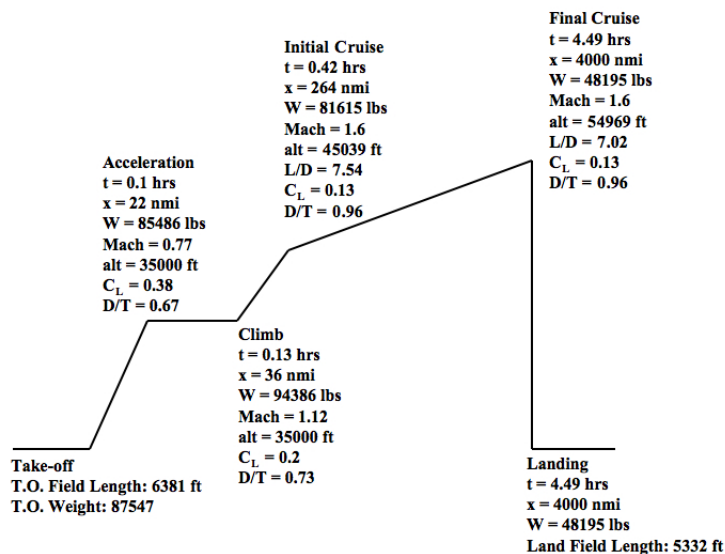 Take-off
T.O. Field Length: 6381 ft
T.O. Weight: 87547
Acceleration
t = 0.1 hrs
x = 22 nmi
W = 85486 lbs
Mach = 0.77
alt = 35000 ft
C_L = 0.38
D/T = 0.67
Climb
t = 0.13 hrs
x = 36 nmi
W = 94386 lbs
Mach = 1.12
alt = 35000 ft
C_L = 0.2
D/T = 0.73
Initial Cruise
t = 0.42 hrs
x = 264 nmi
W = 81615 lbs
Mach = 1.6
alt = 45039 ft
L/D = 7.54
C_L = 0.13
D/T = 0.96
Final Cruise
t = 4.49 hrs
x = 4000 nmi
W = 48195 lbs
Mach = 1.6
alt = 54969 ft
L/D = 7.02
C_L = 0.13
D/T = 0.96
Landing
t = 4.49 hrs
x = 4000 nmi
W = 48195 lbs
Land Field Length: 5332 ft